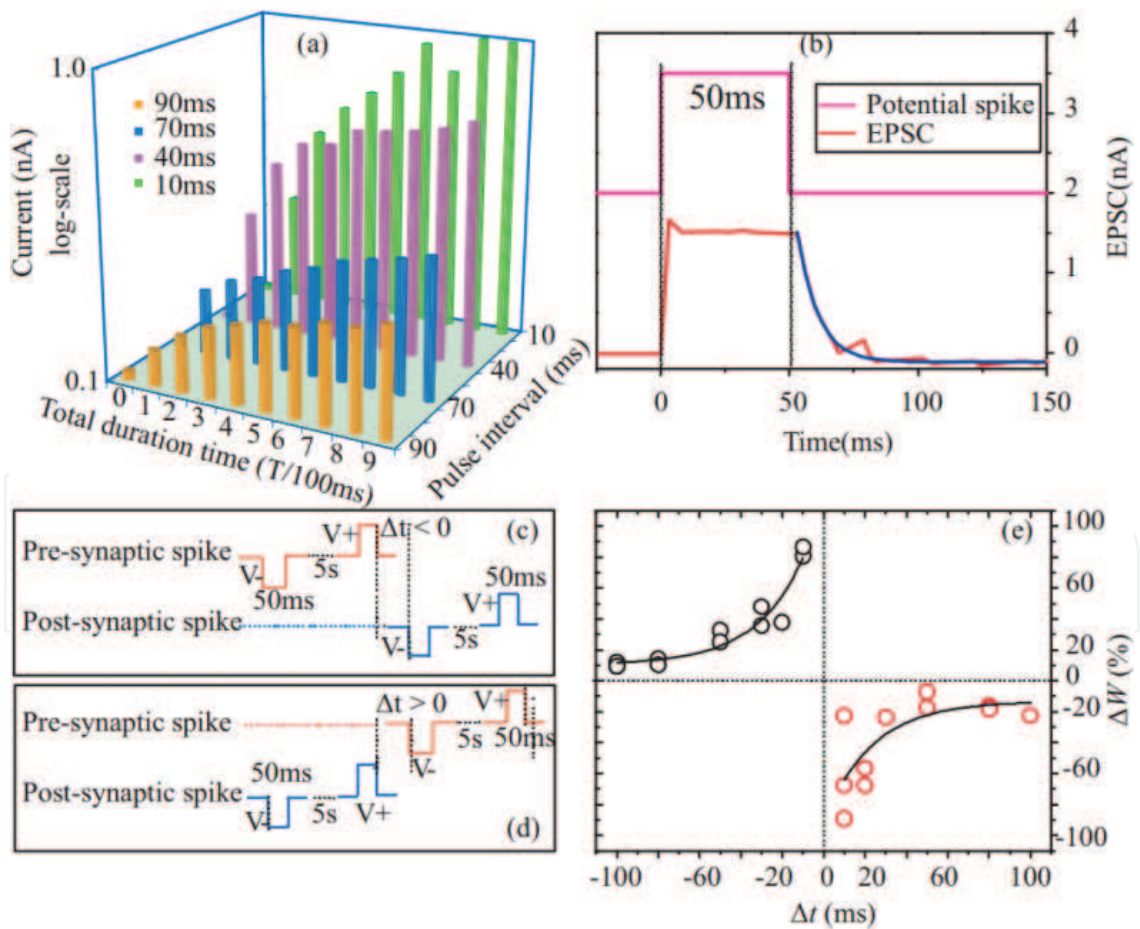 (a)
1.0
90ms
70ms
40ms
10ms
Current (nA)
log-scale
0.1
0 1 2 3 4 5 6 7 8 9
Total duration time (T/100ms)
10
40
70
90
Pulse interval (ms)
(b)
50ms
Potential spike
EPSC
4
3
2
1
0
EPSC(nA)
0 50 100 150
Time(ms)
(c)
Pre-synaptic spike
V-
50ms
5s
V+
Δt < 0
Post-synaptic spike
V-
5s
V+
50ms
(d)
Pre-synaptic spike
Δt > 0
V-
5s
V+
50ms
Post-synaptic spike
50ms
V-
5s
V+
(e)
100
60
20
0
-20
-60
-100
ΔW (%)
-100 -60 -20 0 20 60 100
Δt (ms)